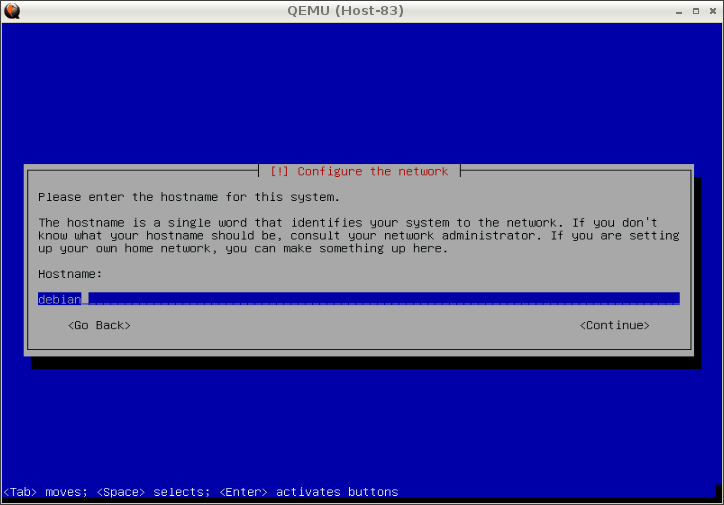 QEMU (Host-83)
[!] Configure the network
Please enter the hostname for this system.
The hostname is a single word that identifies your system to the network. If you don't
know what your hostname should be, consult your network administrator. If you are setting
up your own home network, you can make something up here.
Hostname:
debian
<Go Back> <Continue>
<Tab> moves; <Space> selects; <Enter> activates buttons